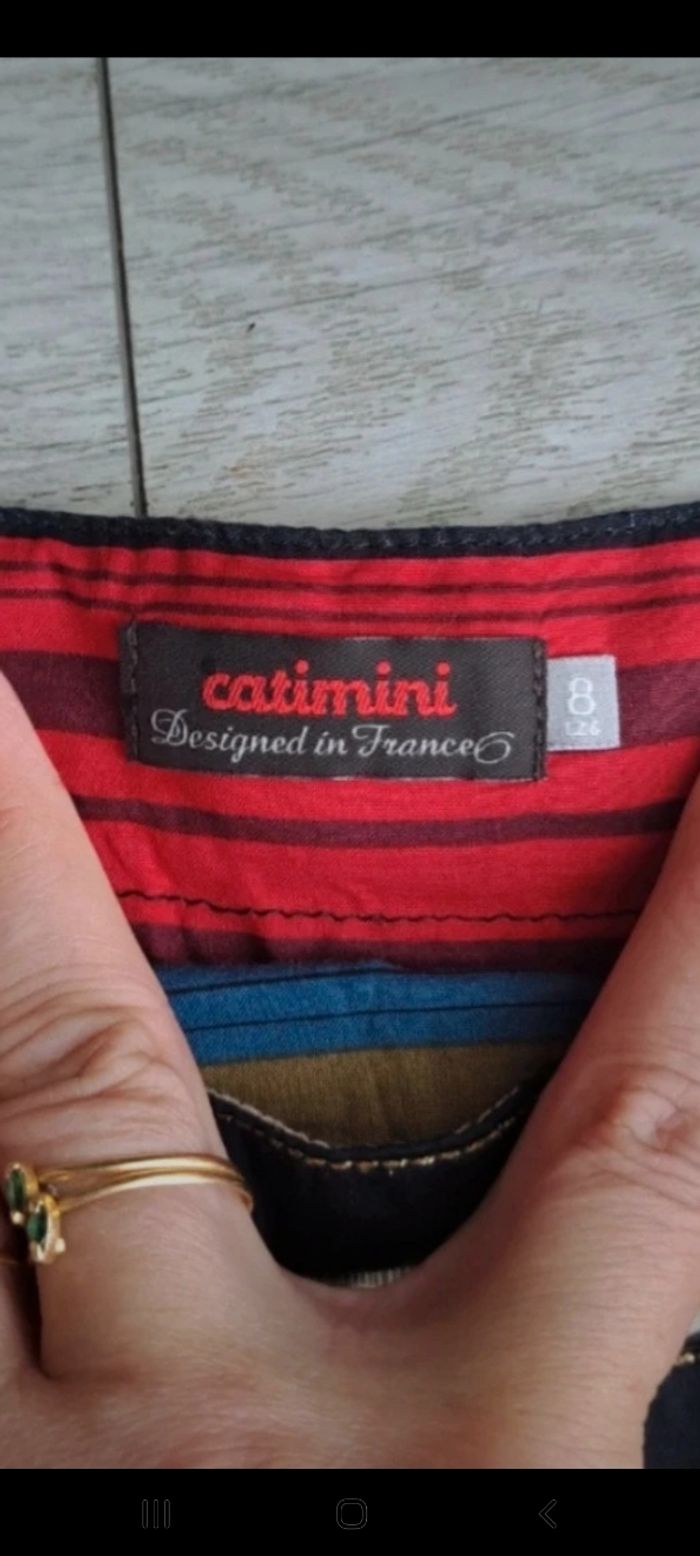 catimini
Designed in France
8
126